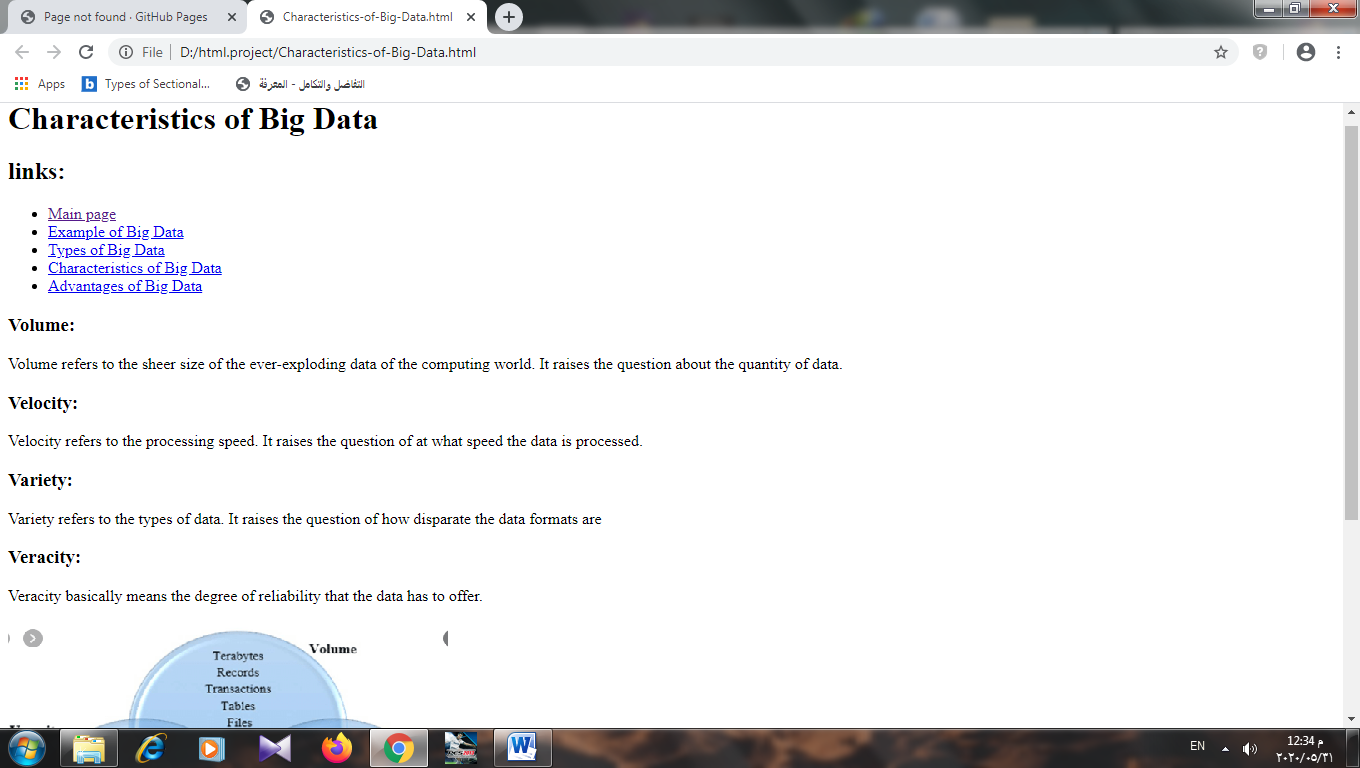 Page not found · GitHub Pages
Characteristics-of-Big-Data.html
File D:/html.project/Characteristics-of-Big-Data.html
Apps
Types of Sectional...
التفاضل والتكامل - المعرفة
Characteristics of Big Data
links:
Main page
Example of Big Data
Types of Big Data
Characteristics of Big Data
Advantages of Big Data
Volume:
Volume refers to the sheer size of the ever-exploding data of the computing world. It raises the question about the quantity of data.
Velocity:
Velocity refers to the processing speed. It raises the question of at what speed the data is processed.
Variety:
Variety refers to the types of data. It raises the question of how disparate the data formats are
Veracity:
Veracity basically means the degree of reliability that the data has to offer.
Volume
Terabytes
Records
Transactions
Tables
Files
EN
12:34 م
٢٠٢٠/٠٥/٣١